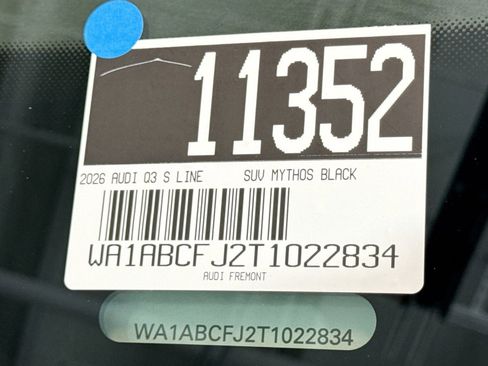 11352
2026 AUDI Q3 S LINE SUV MYTHOS BLACK
WA1ABCFJ2T1022834
AUDI FREMONT
WA1ABCFJ2T1022834